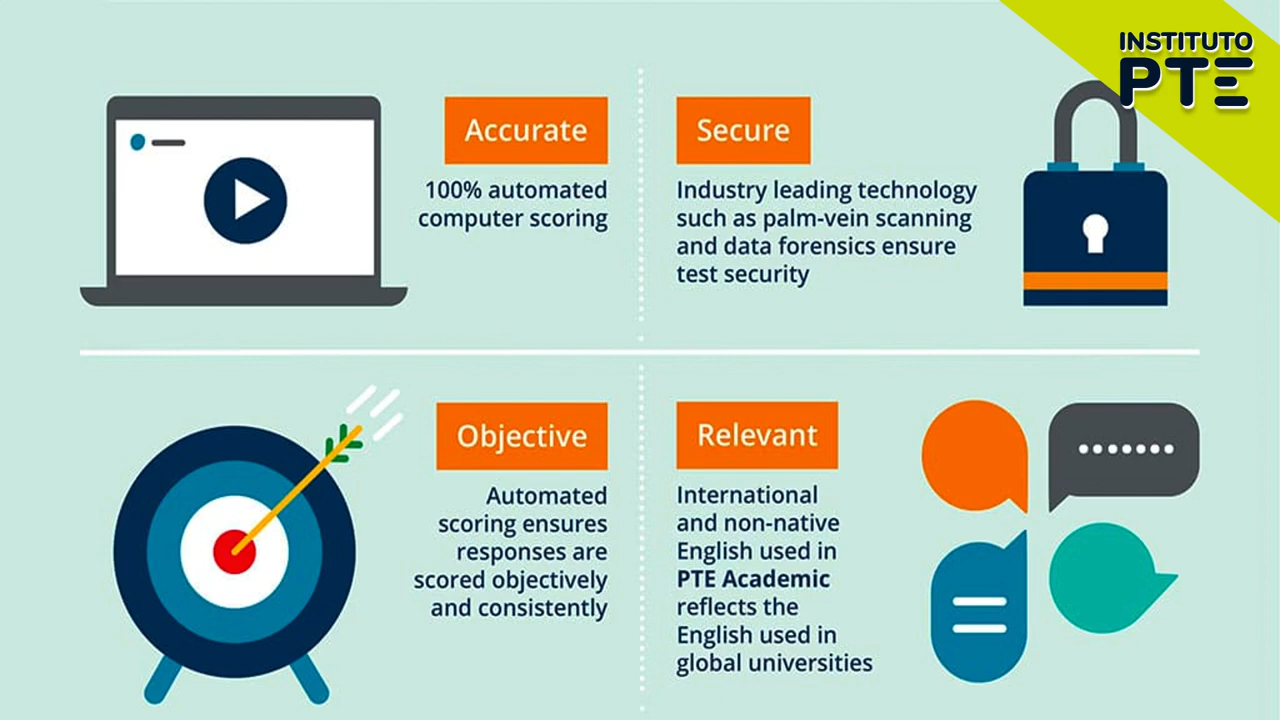 INSTITUTO
PTE
Accurate
100% automated
computer scoring
Secure
Industry leading technology
such as palm-vein scanning
and data forensics ensure
test security
Objective
Automated
scoring ensures
responses are
scored objectively
and consistently
Relevant
International
and non-native
English used in
PTE Academic
reflects the
English used in
global universities